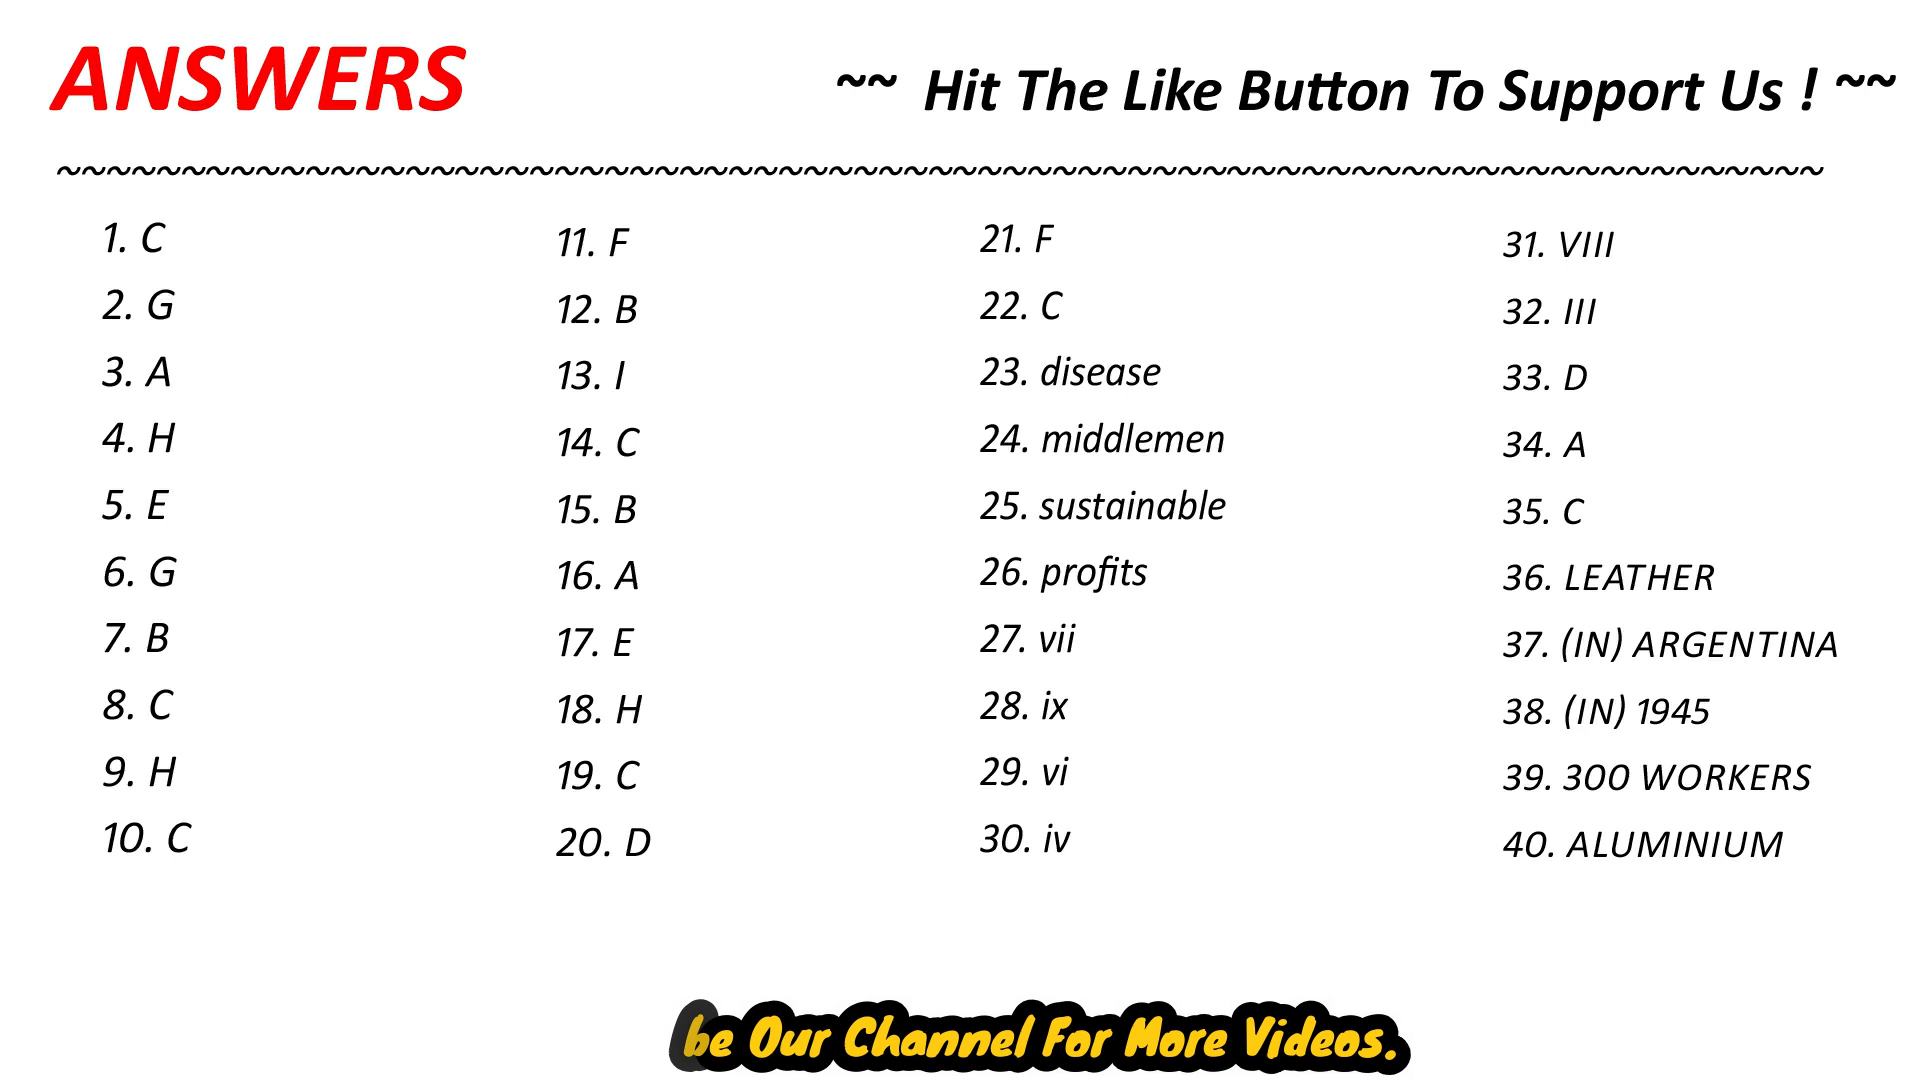 ANSWERS
~~ Hit The Like Button To Support Us ! ~~
~~~~~~~~~~~~~~~~~~~~~~~~~~~~~~~~~~~~~~~~~~~~~~~~~~~~~~~~~~~~~~~~~~~~~~~
1. C
2. G
3. A
4. H
5. E
6. G
7. B
8. C
9. H
10. C
11. F
12. B
13. I
14. C
15. B
16. A
17. E
18. H
19. C
20. D
21. F
22. C
23. disease
24. middlemen
25. sustainable
26. profits
27. vii
28. ix
29. vi
30. iv
31. VIII
32. III
33. D
34. A
35. C
36. LEATHER
37. (IN) ARGENTINA
38. (IN) 1945
39. 300 WORKERS
40. ALUMINIUM
be Our Channel For More Videos.